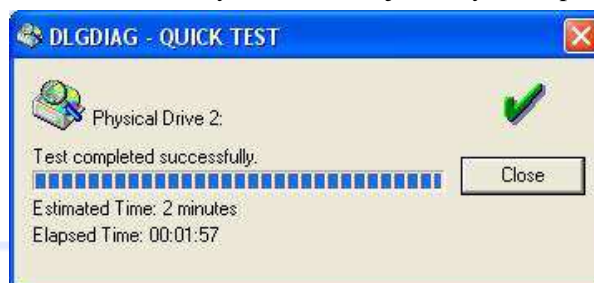 DLGDIAG - QUICK TEST
Physical Drive 2:
Test completed successfully.
Close
Estimated Time: 2 minutes
Elapsed Time: 00:01:57